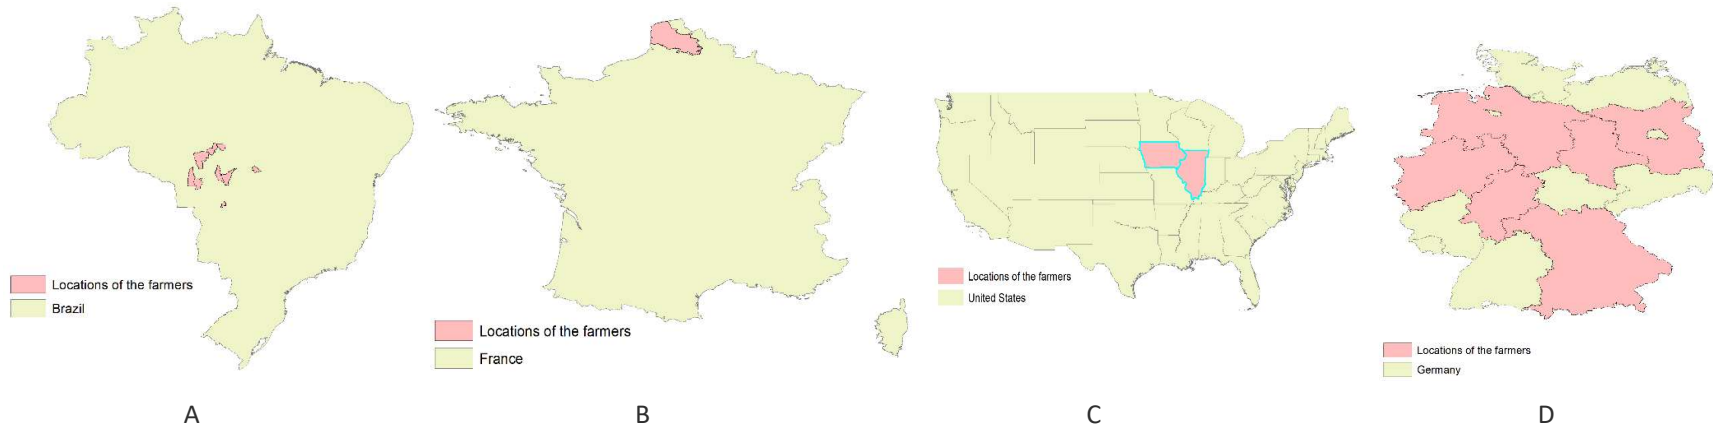 Locations of the farmers
Brazil
Locations of the farmers
France
Locations of the farmers
United States
Locations of the farmers
Germany
A
B
C
D